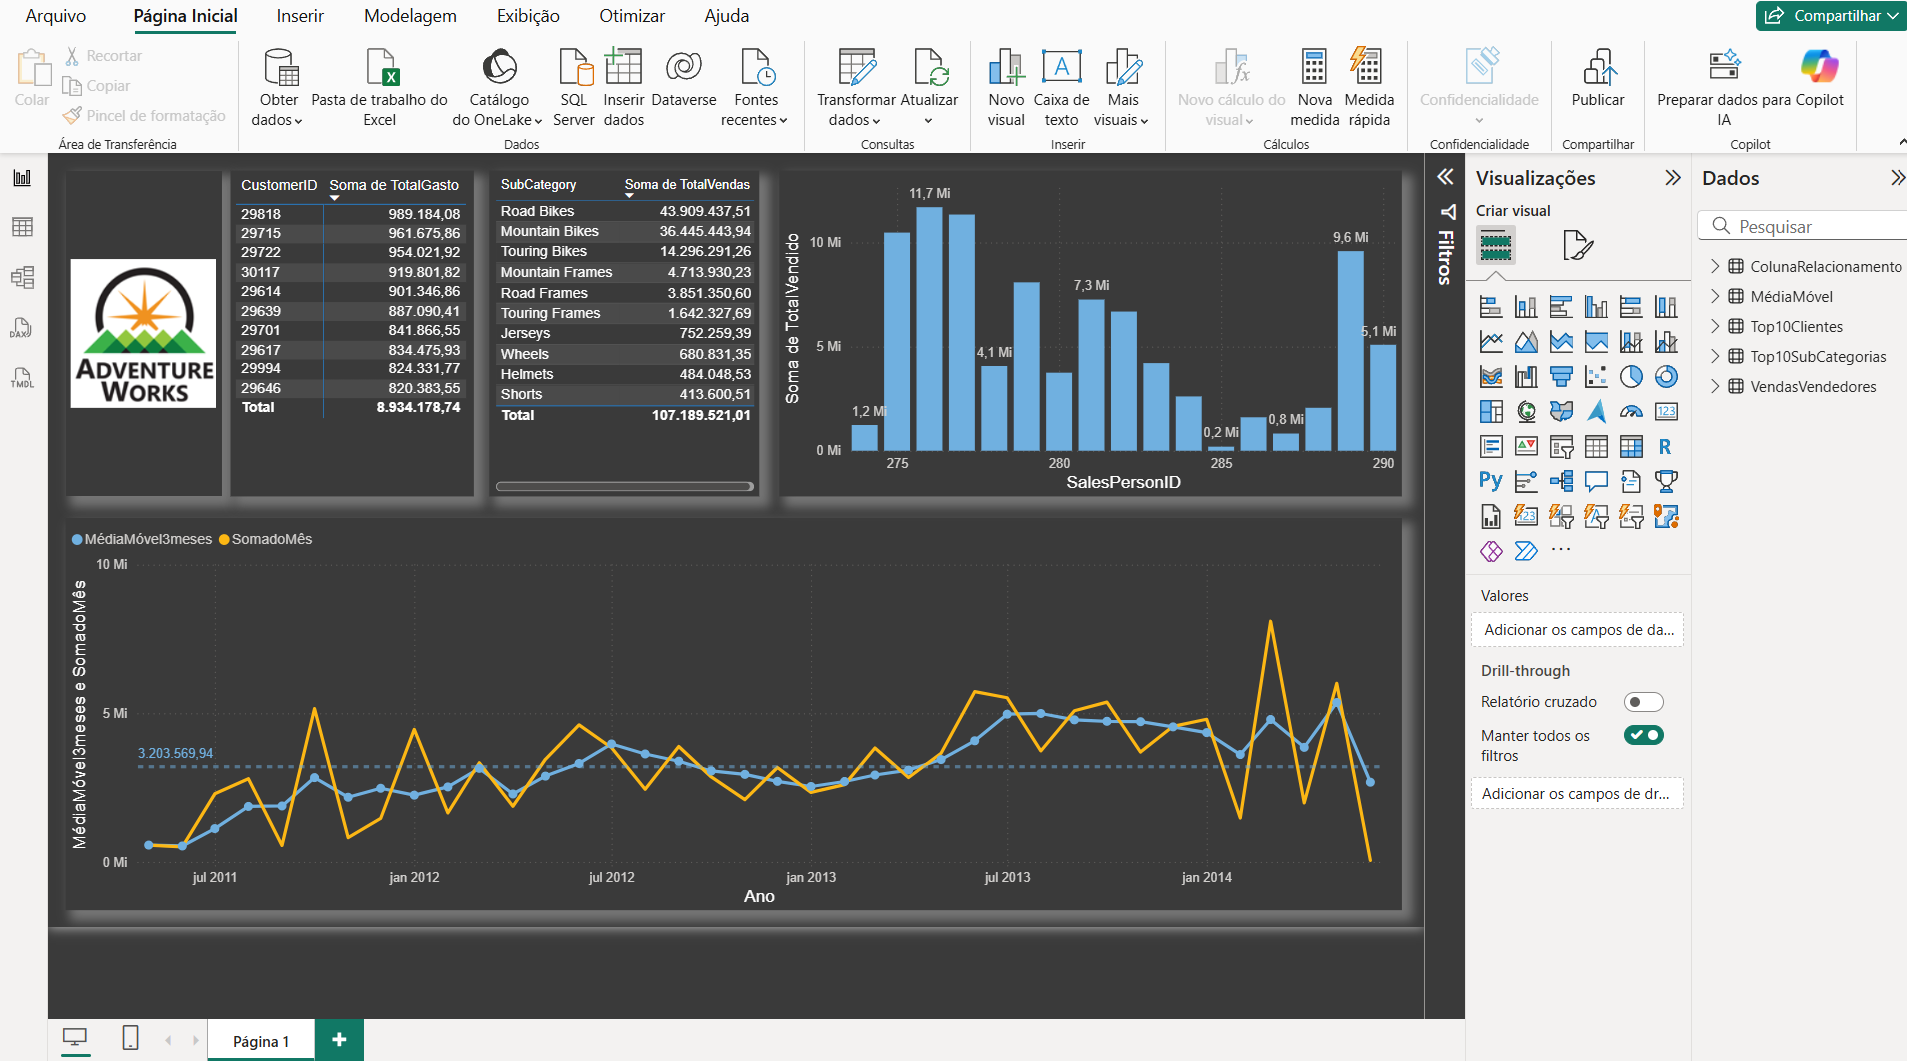 Arquivo
Página Inicial
Inserir
Modelagem
Exibição
Otimizar
Ajuda
Compartilhar
Colar
Recortar
Copiar
Pincel de formatação
Área de Transferência
Obter
dados
Pasta de trabalho do
Excel
Catálogo
do OneLake
SQL
Server
Inserir
dados
Dataverse
Fontes
recentes
Dados
Transformar
dados
Atualizar
Consultas
Novo
visual
Caixa de
texto
Mais
visuais
Inserir
Novo cálculo do
visual
Nova
medida
Medida
rápida
Cálculos
Confidencialidade
Confidencialidade
Publicar
Compartilhar
Preparar dados para
IA
Copilot
Copilot
DAX
TMDL
ADVENTURE
WORKS
CustomerID Soma de TotalGasto
29818 989.184,08
29715 961.675,86
29722 954.021,92
30117 919.801,82
29614 901.346,86
29639 887.090,41
29701 841.866,55
29617 834.475,93
29994 824.331,77
29646 820.383,55
Total 8.934.178,74
SubCategory Soma de TotalVendas
Road Bikes 43.909.437,51
Mountain Bikes 36.445.443,94
Touring Bikes 14.296.291,26
Mountain Frames 4.713.930,23
Road Frames 3.851.350,60
Touring Frames 1.642.327,69
Jerseys 752.259,39
Wheels 680.831,35
Helmets 484.048,53
Shorts 413.600,51
Total 107.189.521,01
Soma de TotalVendido
10 Mi
5 Mi
0 Mi
1,2 Mi
11,7 Mi
4,1 Mi
7,3 Mi
0,2 Mi
0,8 Mi
9,6 Mi
5,1 Mi
275
280
285
290
SalesPersonID
MédiaMóvel3meses SomadoMês
MédiaMóvel3meses e SomadoMês
10 Mi
5 Mi
3.203.569,94
0 Mi
jul 2011
jan 2012
jul 2012
jan 2013
jul 2013
jan 2014
Ano
Filtros
Visualizações
Criar visual
123
R
Py
123
Valores
Adicionar os campos de da...
Drill-through
Relatório cruzado
Manter todos os
filtros
Adicionar os campos de dr...
Dados
Pesquisar
ColunaRelacionamento
MédiaMóvel
Top10Clientes
Top10SubCategorias
VendasVendedores
Página 1